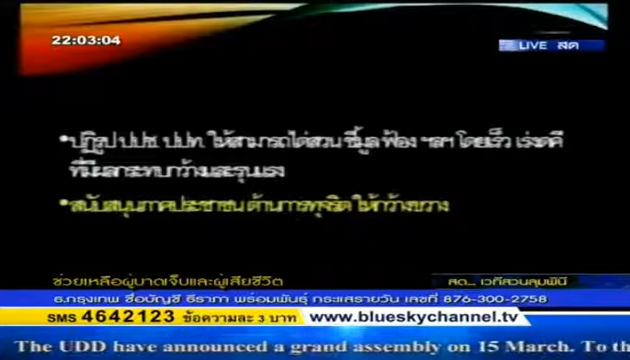 22:03:04
LIVE สด
•ปฏิรูป ปปช. ปปท. ให้สามารถไต่สวน ชี้มูล ฟ้อง ฯลฯ โดยเร็ว เร่งคดี
ที่มีผลกระทบกว้างและรุนแรง
•สนับสนุนภาคประชาชน ต้านการทุจริต ให้กว้างขวาง
ช่วยเหลือผู้บาดเจ็บและผู้เสียชีวิต
สด... เวทีสวนลุมพินี
ธ.กรุงเทพ ชื่อบัญชี ธิราภา พร้อมพันธุ์ กระแสรายวัน เลขที่ 876-300-2758
SMS 4642123 ข้อความละ 3 บาท www.blueskychannel.tv
The UDD have announced a grand assembly on 15 March. To th